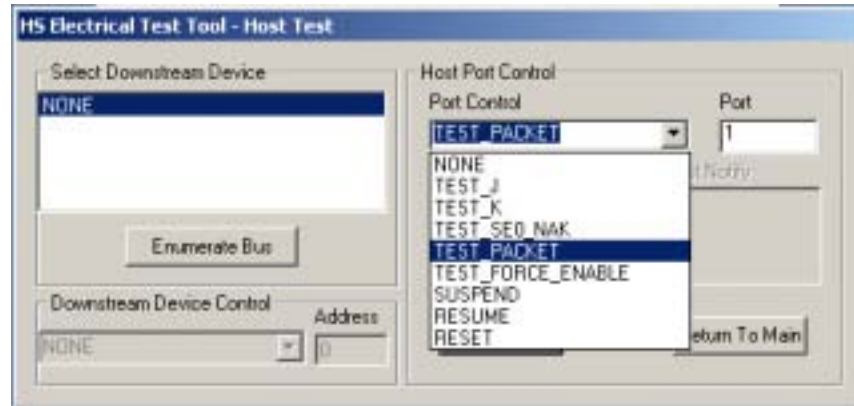 HS Electrical Test Tool - Host Test
Select Downstream Device
NONE
Enumerate Bus
Downstream Device Control
Address
NONE
0
Host Port Control
Port Control
Port
TEST_PACKET
1
NONE
TEST_J
TEST_K
TEST_SE0_NAK
TEST_PACKET
TEST_FORCE_ENABLE
SUSPEND
RESUME
RESET
Notify
eturn To Main